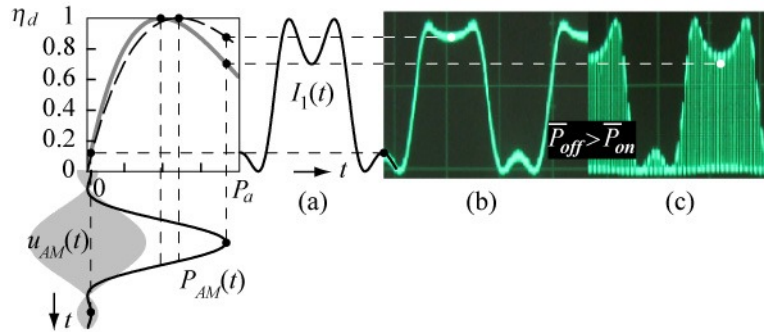 η_d
1
0.8
0.6
0.4
0.2
0
0
P_a
I_1(t)
t
P̅_off > P̅_on
(a)
(b)
(c)
u_AM(t)
P_AM(t)
t